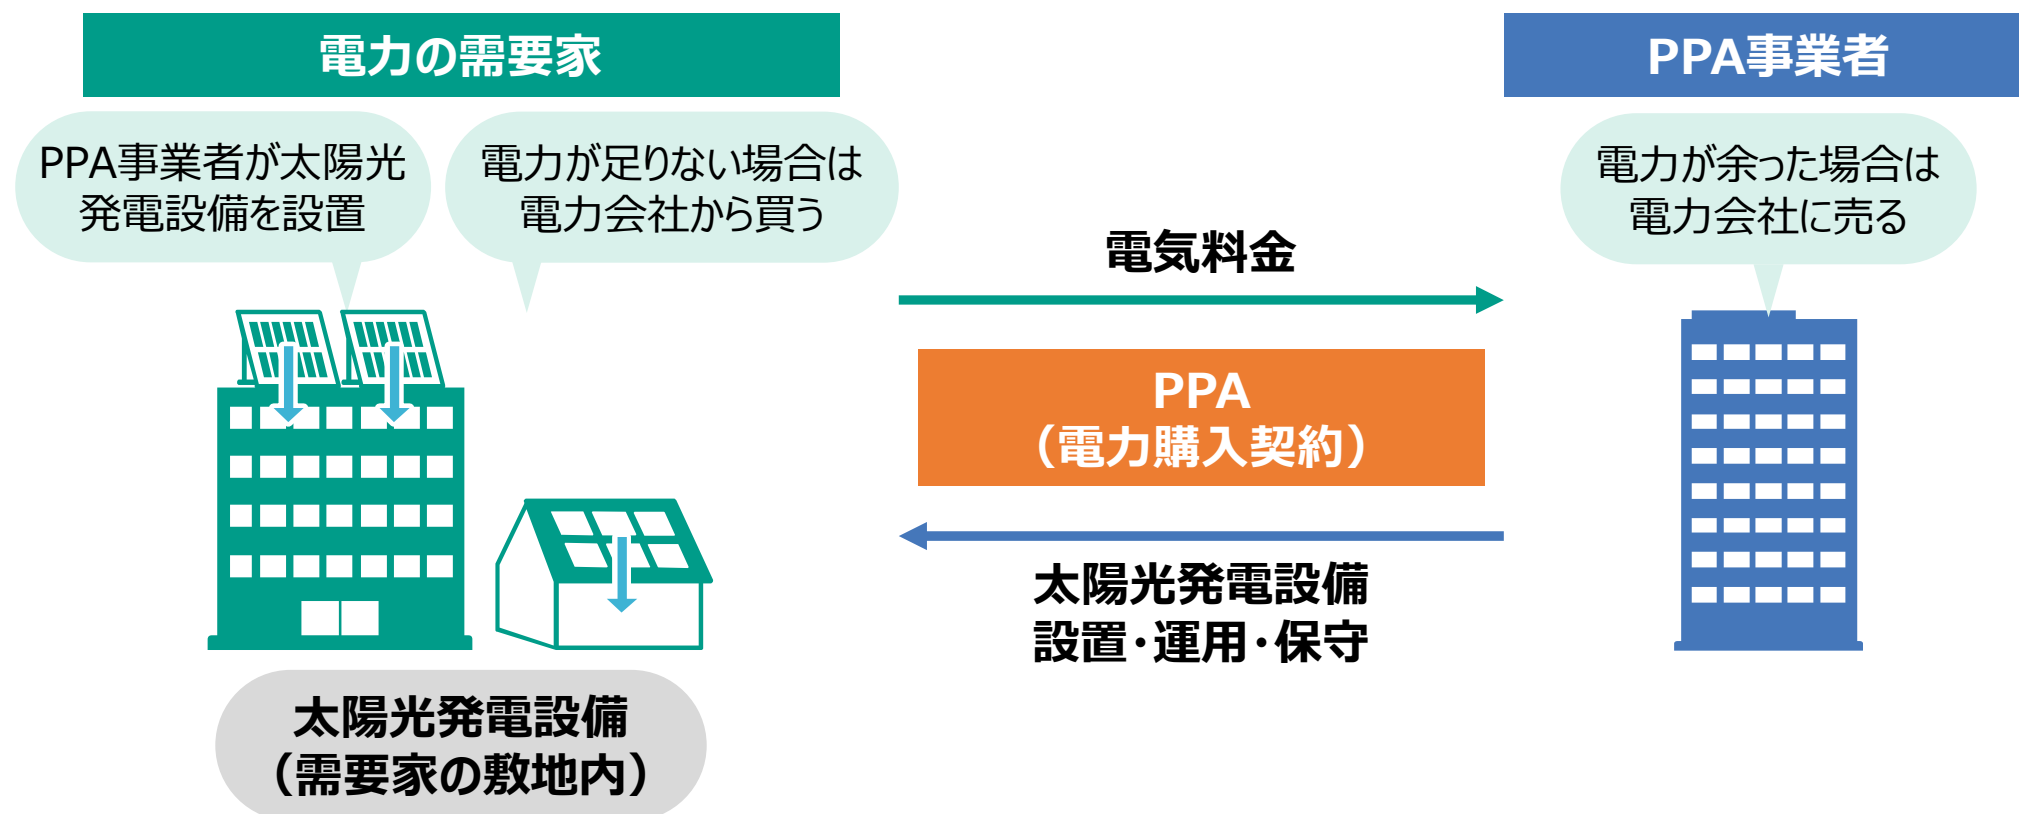 電力の需要家
PPA事業者
PPA事業者が太陽光
発電設備を設置
電力が足りない場合は
電力会社から買う
電力が余った場合は
電力会社に売る
電気料金
PPA
（電力購入契約）
太陽光発電設備
設置・運用・保守
太陽光発電設備
（需要家の敷地内）